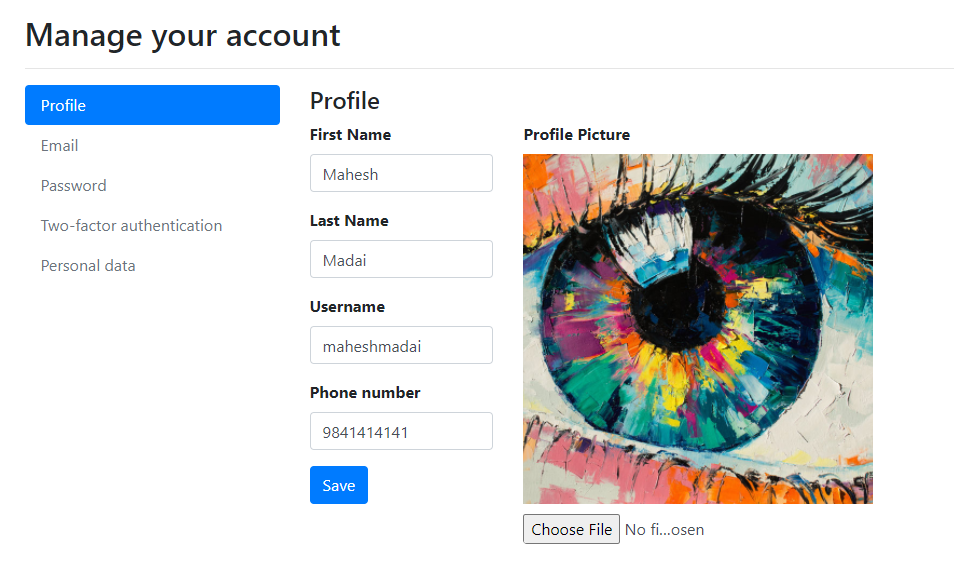 Manage your account
Profile
Email
Password
Two-factor authentication
Personal data
Profile
First Name
Mahesh
Last Name
Madai
Username
maheshmadai
Phone number
9841414141
Save
Profile Picture
Choose File No fi...osen